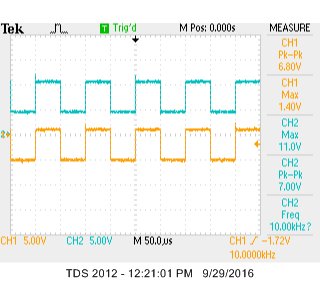 Tek T Trig'd M Pos: 0.000s MEASURE
CH1
Pk-Pk
6.80V
CH1
Max
1.40V
CH2
Max
11.0V
2
CH2
Pk-Pk
7.00V
CH2
Freq
10.00kHz?
CH1 5.00V CH2 5.00V M 50.0µs CH1 -1.72V
10.0000kHz
TDS 2012 - 12:21:01 PM 9/29/2016